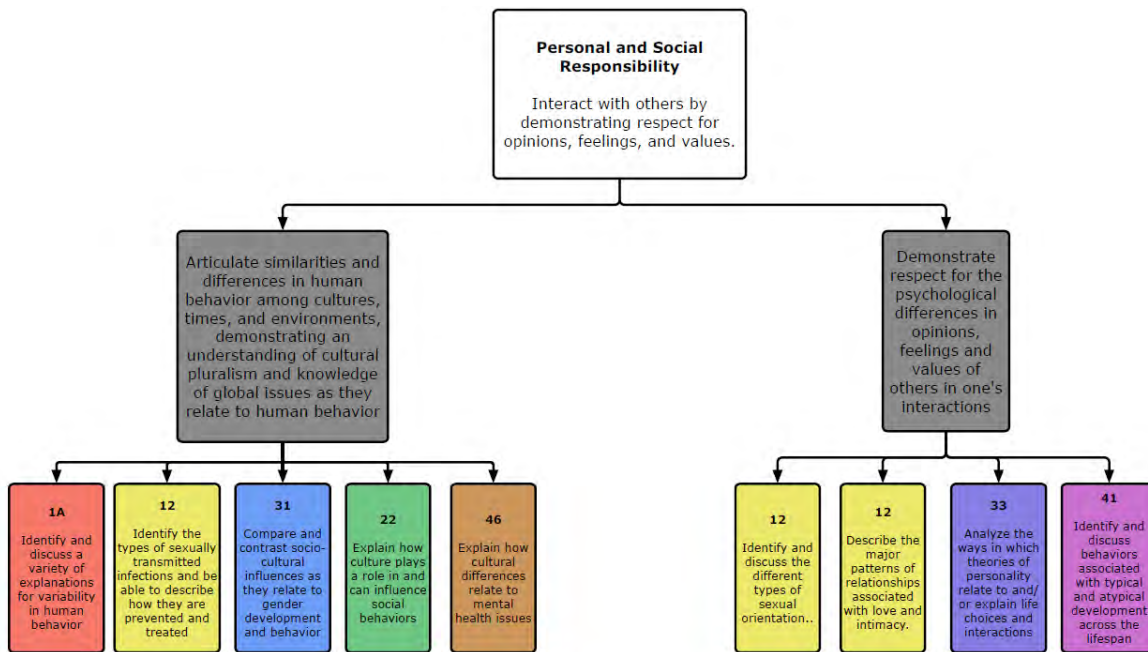 Personal and Social
Responsibility
Interact with others by
demonstrating respect for
opinions, feelings, and values.
Articulate similarities and
differences in human
behavior among cultures,
times, and environments,
demonstrating an
understanding of cultural
pluralism and knowledge
of global issues as they
relate to human behavior
Demonstrate
respect for the
psychological
differences in
opinions,
feelings and
values of
others in one's
interactions
1A
Identify and
discuss a
variety of
explanations
for variability
in human
behavior
12
Identify the
types of sexually
transmitted
infections and be
able to describe
how they are
prevented and
treated
31
Compare and
contrast socio-
cultural
influences as
they relate to
gender
development
and behavior
22
Explain how
culture plays
a role in and
can influence
social
behaviors
46
Explain how
cultural
differences
relate to
mental
health issues
12
Identify and
discuss the
different
types of
sexual
orientation..
12
Describe the
major
patterns of
relationships
associated
with love and
intimacy.
33
Analyze the
ways in which
theories of
personality
relate to and/
or explain life
choices and
interactions
41
Identify and
discuss
behaviors
associated
with typical
and atypical
development
across the
lifespan